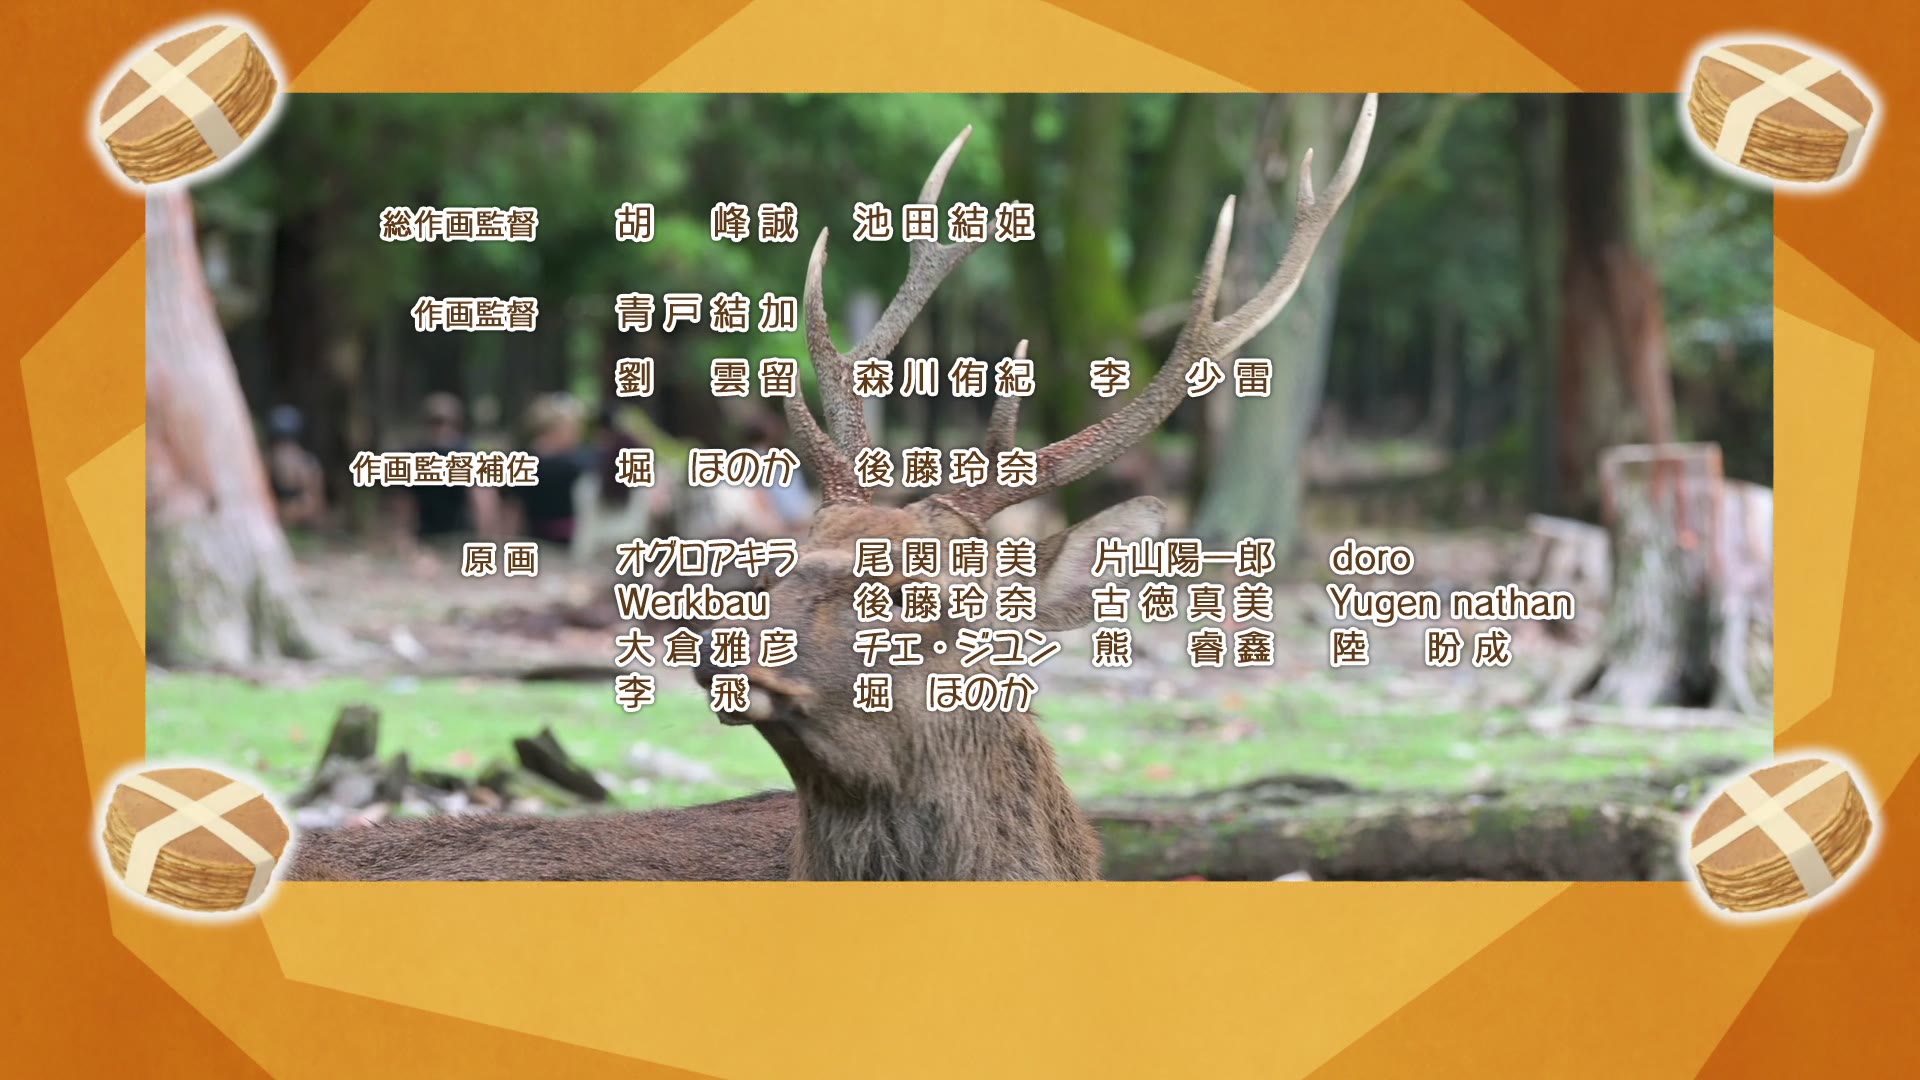 総作画監督 胡 峰誠 池田結姫
作画監督 青戸結加
劉 雲留 森川侑紀 李 少雷
作画監督補佐 堀 ほのか 後藤玲奈
原画 オグロアキラ 尾関晴美 片山陽一郎 doro
Werkbau 後藤玲奈 古徳真美 Yugen nathan
大倉雅彦 チェ・ジユン 熊 睿鑫 陸 盼成
李 飛 堀 ほのか